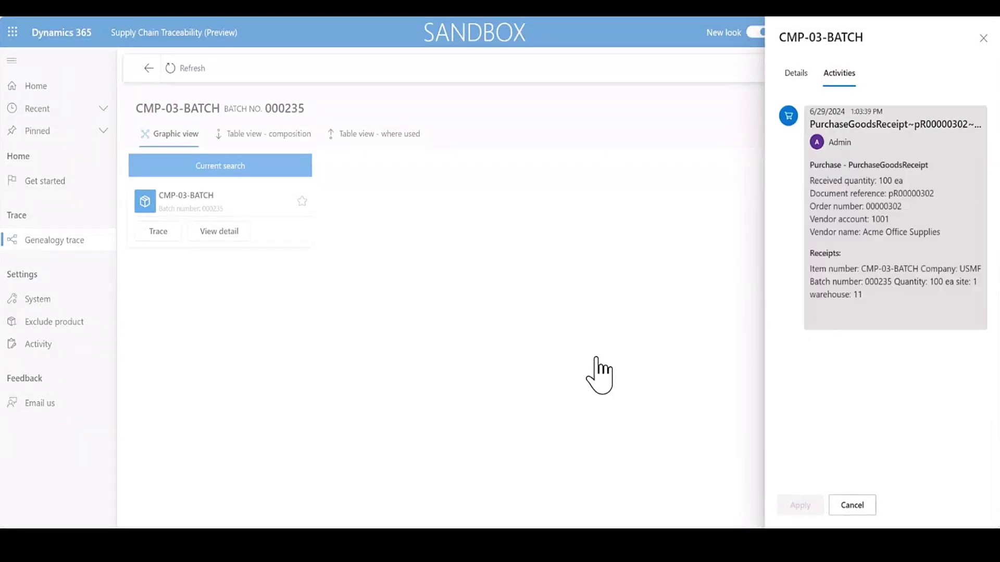 Dynamics 365
Supply Chain Traceability (Preview)
SANDBOX
New look
Home
Recent
Pinned
Home
Get started
Trace
Genealogy trace
Settings
System
Exclude product
Activity
Feedback
Email us
Refresh
CMP-03-BATCH BATCH NO. 000235
Graphic view
Table view - composition
Table view - where used
Current search
CMP-03-BATCH
Batch number: 000235
Trace
View detail
CMP-03-BATCH
Details
Activities
6/29/2024 1:03:39 PM
PurchaseGoodsReceipt~pR00000302~...
A Admin
Purchase - PurchaseGoodsReceipt
Received quantity: 100 ea
Document reference: pR00000302
Order number: 00000302
Vendor account: 1001
Vendor name: Acme Office Supplies
Receipts:
Item number: CMP-03-BATCH Company: USMF
Batch number: 000235 Quantity: 100 ea site: 1
warehouse: 11
Apply
Cancel